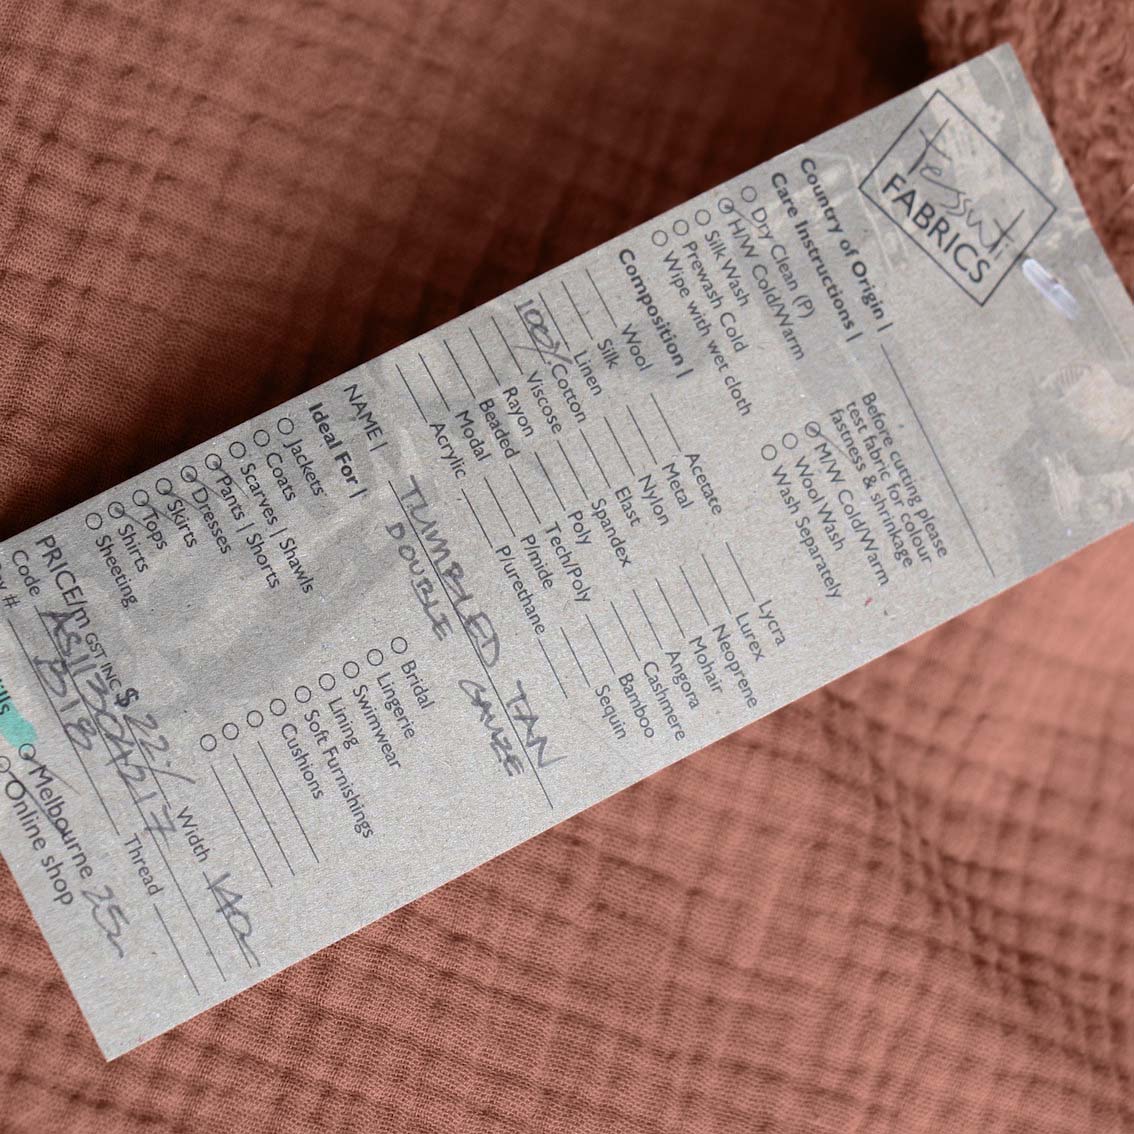 tessuti
FABRICS
Country of Origin |
Care Instructions |
Dry Clean (P)
H/W Cold/Warm
Silk Wash
Prewash Cold
Wipe with wet cloth
Before cutting please
test fabric for colour
fastness & shrinkage
M/W Cold/Warm
Wool Wash
Wash Separately
Composition |
Wool
Silk
Linen
100% Cotton
Viscose
Rayon
Beaded
Modal
Acrylic
Acetate
Metal
Nylon
Elast
Spandex
Poly
Tech/Poly
P/mide
P/urethane
Lycra
Lurex
Neoprene
Mohair
Angora
Cashmere
Bamboo
Sequin
NAME | TUMBLED TAN
DOUBLE GAUZE
Ideal For |
Jackets
Coats
Scarves | Shawls
Pants | Shorts
Dresses
Skirts
Tops
Shirts
Sheeting
Bridal
Lingerie
Swimwear
Lining
Soft Furnishings
Cushions
PRICE/m GST INC $ 22 Width 140
Code
B18 Thread
Melbourne 25m
Online shop